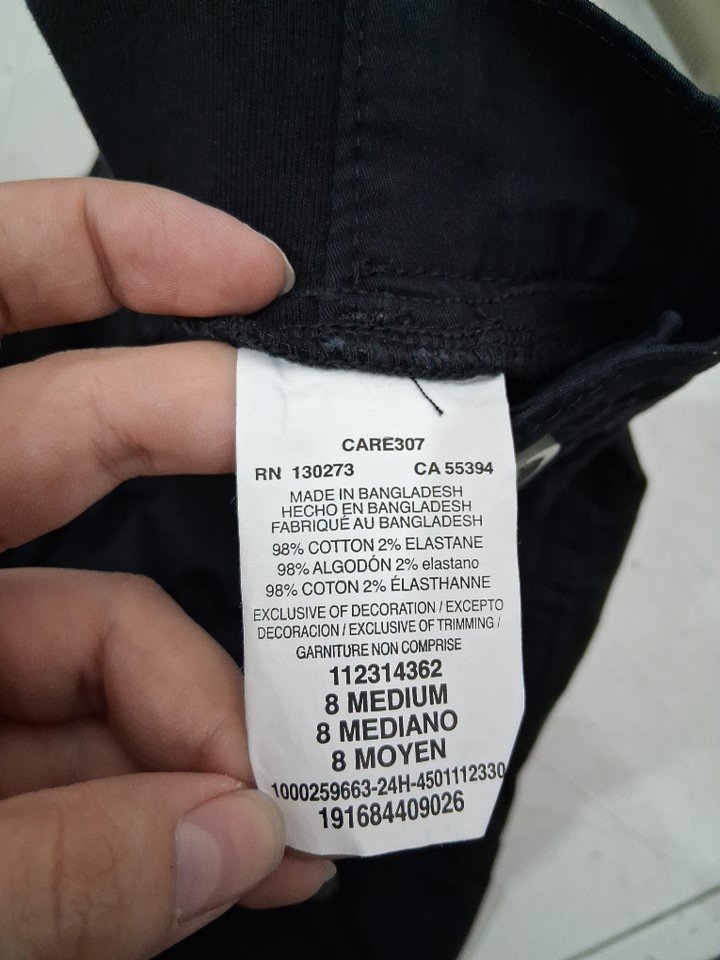 CARE307
RN 130273 CA 55394
MADE IN BANGLADESH
HECHO EN BANGLADESH
FABRIQUÉ AU BANGLADESH
98% COTTON 2% ELASTANE
98% ALGODÓN 2% elastano
98% COTON 2% ÉLASTHANNE
EXCLUSIVE OF DECORATION / EXCEPTO
DECORACION / EXCLUSIVE OF TRIMMING /
GARNITURE NON COMPRISE
112314362
8 MEDIUM
8 MEDIANO
8 MOYEN
1000259663-24H-4501112330
191684409026